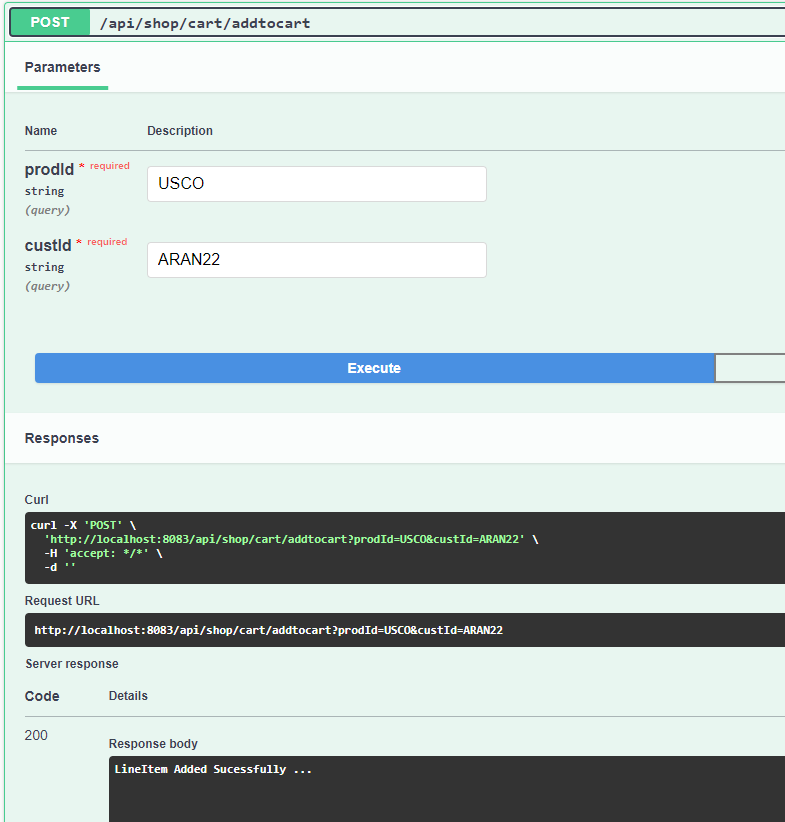 POST /api/shop/cart/addtocart
Parameters
Name Description
prodId * required
string
(query)
USCO
custId * required
string
(query)
ARAN22
Execute
Responses
Curl
curl -X 'POST' \
'http://localhost:8083/api/shop/cart/addtocart?prodId=USCO&custId=ARAN22' \
-H 'accept: */*' \
-d ''
Request URL
http://localhost:8083/api/shop/cart/addtocart?prodId=USCO&custId=ARAN22
Server response
Code Details
200
Response body
LineItem Added Sucessfully ...